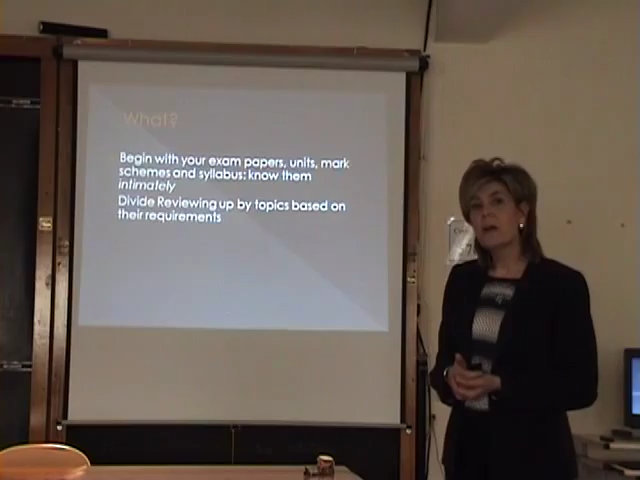 What?
Begin with your exam papers, units, mark
schemes and syllabus: know them
intimately
Divide Reviewing up by topics based on
their requirements